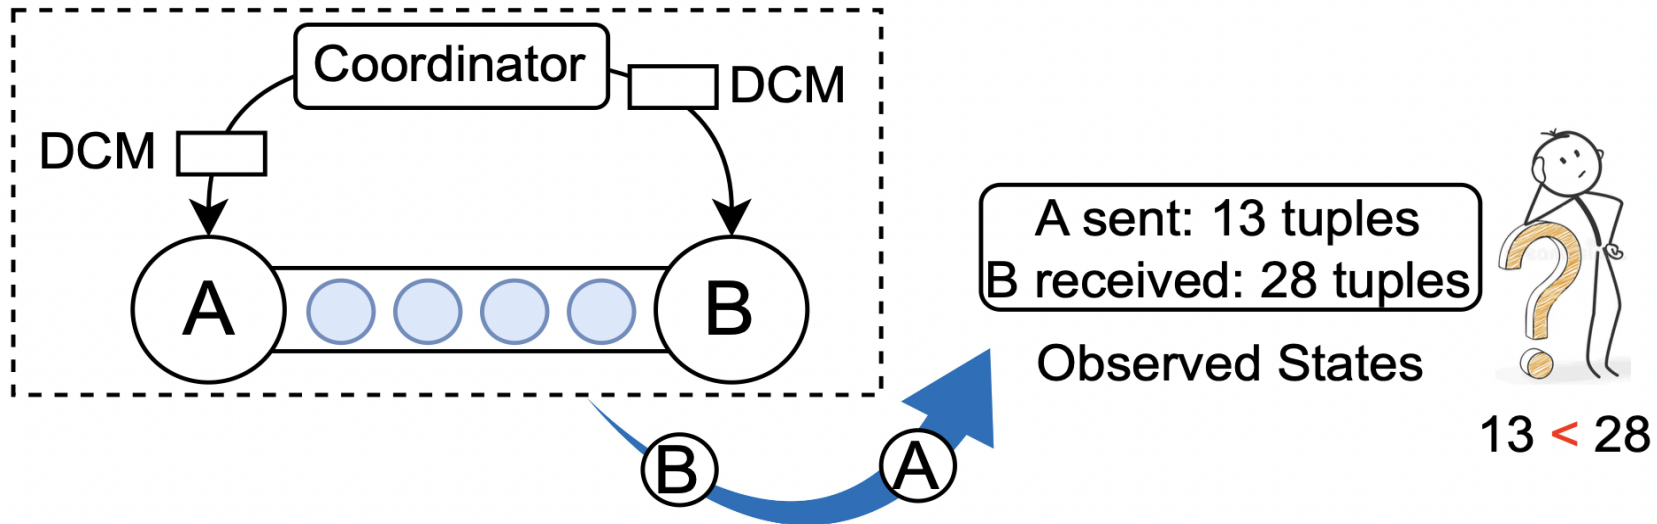 Coordinator
DCM
DCM
A
B
A sent: 13 tuples
B received: 28 tuples
Observed States
13 < 28
B
A